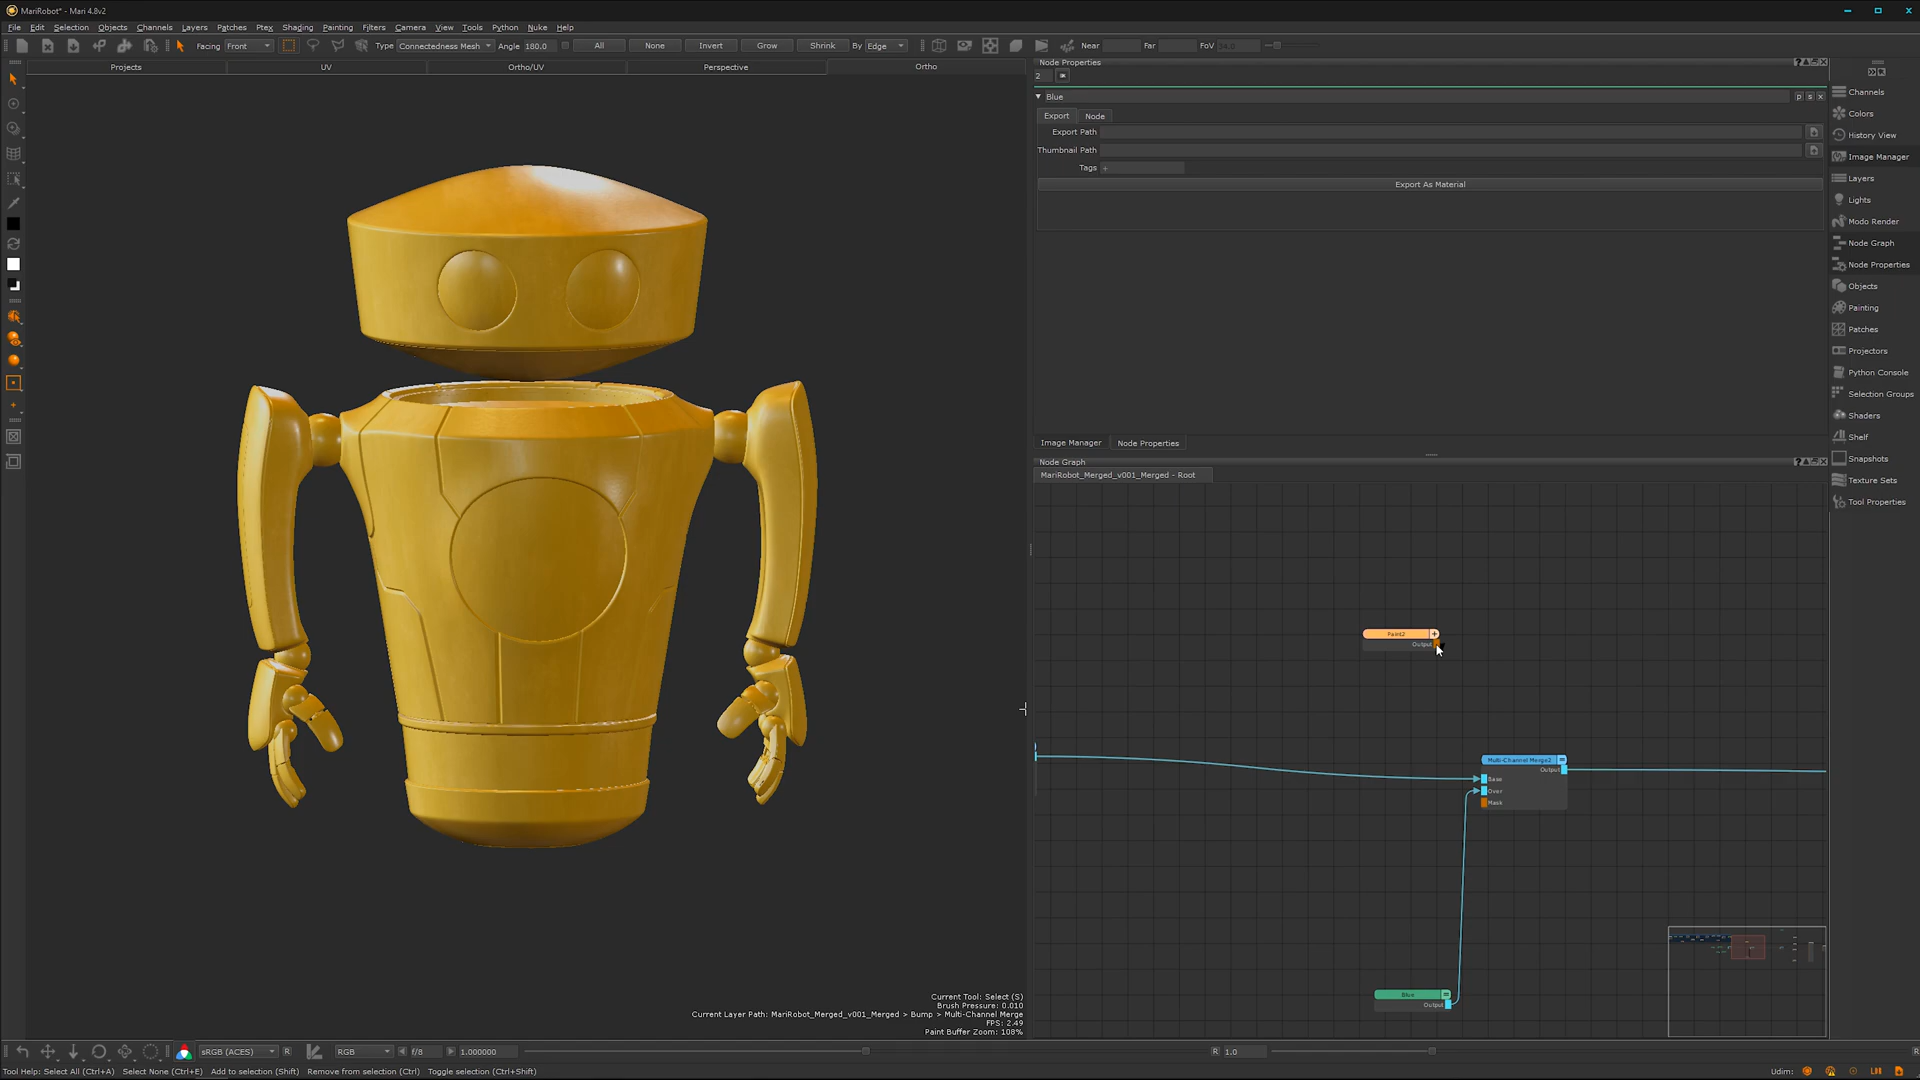 MariRobot* - Mari 4.8v2
File Edit Selection Objects Channels Layers Patches Ptex Shading Painting Filters Camera View Tools Python Nuke Help
Facing Front Type Connectedness Mesh Angle 180.0 All None Invert Grow Shrink By Edge Near Far FoV 34.0
Projects UV Ortho/UV Perspective Ortho
Node Properties
2
Blue p s x
Export Node
Export Path
Thumbnail Path
Tags +
Export As Material
Image Manager Node Properties
Node Graph
MariRobot_Merged_v001_Merged - Root
Paint2
Output
Multi-Channel Merge2
Output
Base
Over
Mask
Blue
Output
Channels
Colors
History View
Image Manager
Layers
Lights
Modo Render
Node Graph
Node Properties
Objects
Painting
Patches
Projectors
Python Console
Selection Groups
Shaders
Shelf
Snapshots
Texture Sets
Tool Properties
Current Tool: Select (S)
Brush Pressure: 0.010
Current Layer Path: MariRobot_Merged_v001_Merged > Bump > Multi-Channel Merge
FPS: 2.49
Paint Buffer Zoom: 108%
sRGB (ACES) R RGB f/8 1.000000 R 1.0 R
Tool Help: Select All (Ctrl+A) Select None (Ctrl+E) Add to selection (Shift) Remove from selection (Ctrl) Toggle selection (Ctrl+Shift) Udim: